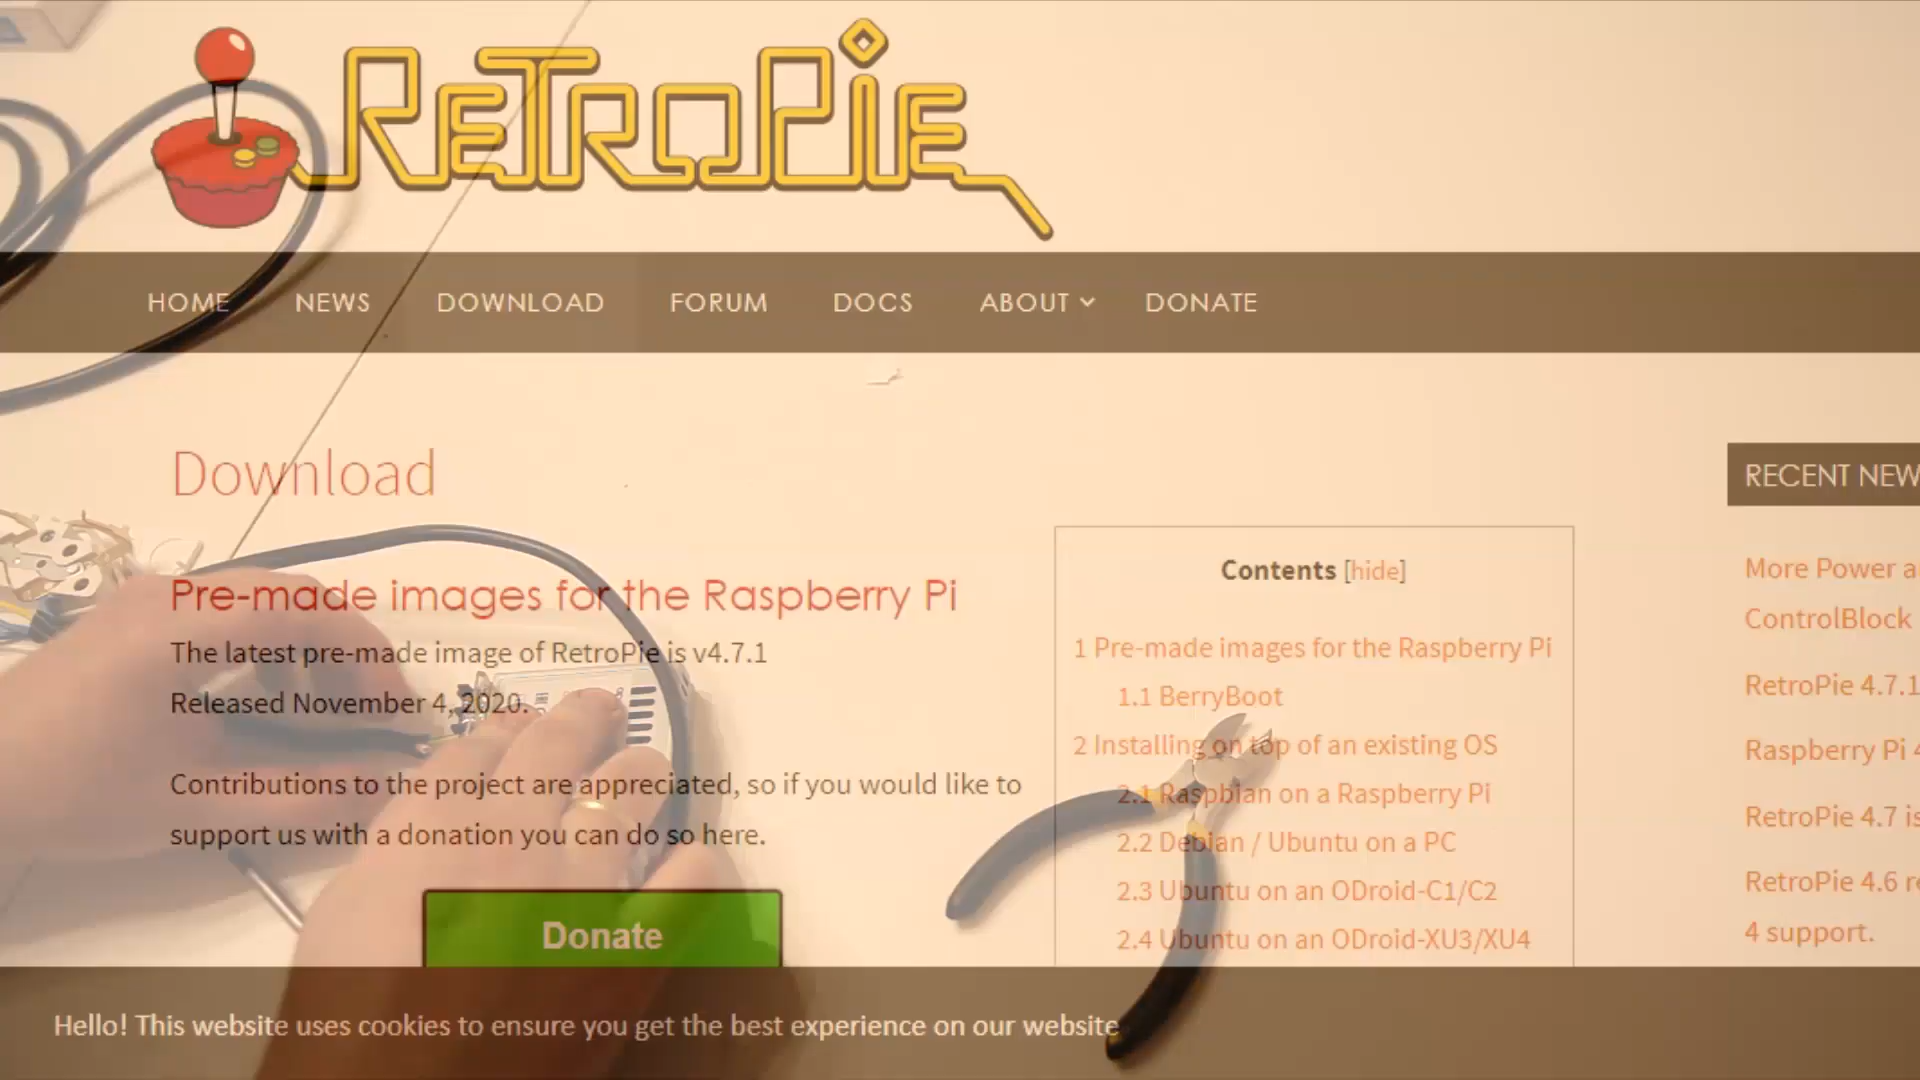 RETROPIE
HOME NEWS DOWNLOAD FORUM DOCS ABOUT DONATE
Download
Pre-made images for the Raspberry Pi
The latest pre-made image of RetroPie is v4.7.1
Released November 4, 2020.
Contributions to the project are appreciated, so if you would like to
support us with a donation you can do so here.
Donate
Contents [hide]
1 Pre-made images for the Raspberry Pi
1.1 BerryBoot
2 Installing on top of an existing OS
2.1 Raspbian on a Raspberry Pi
2.2 Debian / Ubuntu on a PC
2.3 Ubuntu on an ODroid-C1/C2
2.4 Ubuntu on an ODroid-XU3/XU4
RECENT NEW
More Power a
ControlBlock
RetroPie 4.7.1
Raspberry Pi 4
RetroPie 4.7 is
RetroPie 4.6 re
4 support.
Hello! This website uses cookies to ensure you get the best experience on our website